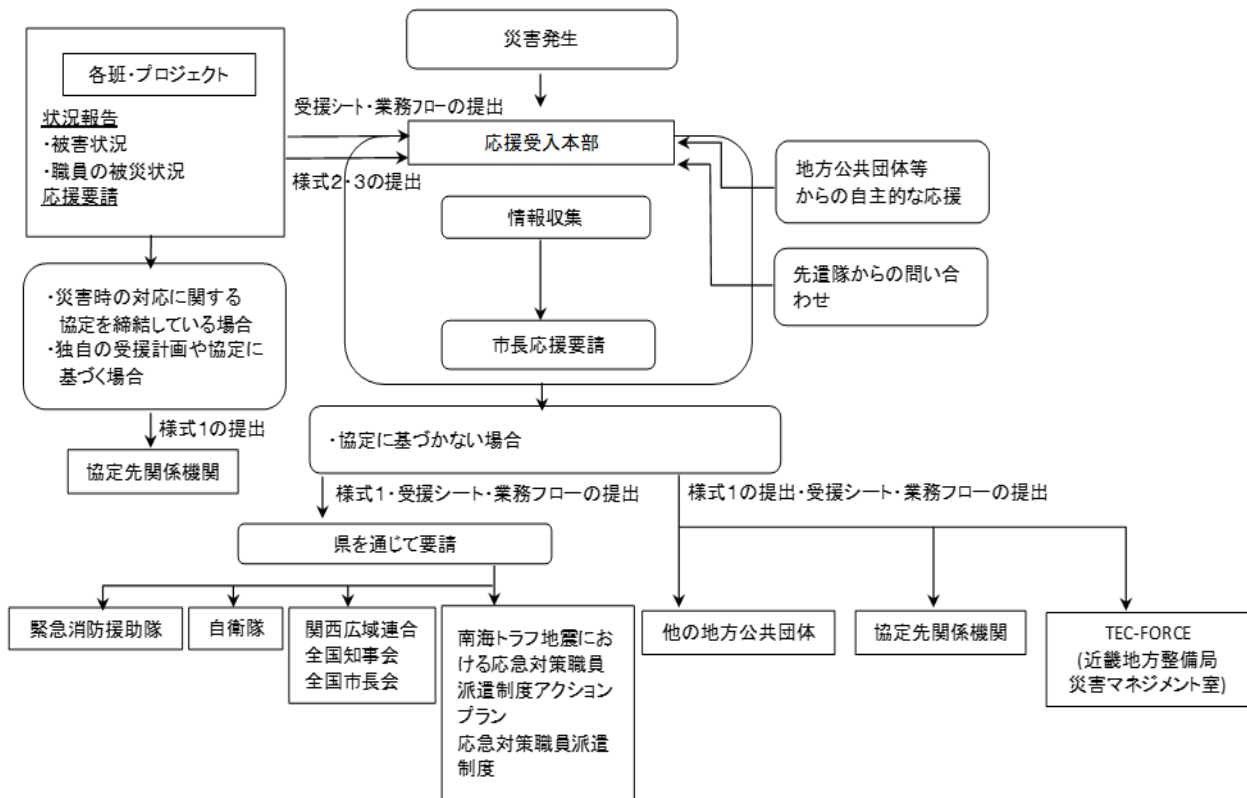 災害発生
各班・プロジェクト
状況報告
・被害状況
・職員の被災状況
応援要請
受援シート・業務フローの提出
様式2・3の提出
応援受入本部
地方公共団体等
からの自主的な応援
情報収集
先遣隊からの問い合
わせ
市長応援要請
・災害時の対応に関する
協定を締結している場合
・独自の受援計画や協定に
基づく場合
様式1の提出
協定先関係機関
・協定に基づかない場合
様式1・受援シート・業務フローの提出
様式1の提出・受援シート・業務フローの提出
県を通じて要請
緊急消防援助隊
自衛隊
関西広域連合
全国知事会
全国市長会
南海トラフ地震にお
ける応急対策職員
派遣制度アクション
プラン
応急対策職員派遣
制度
他の地方公共団体
協定先関係機関
TEC-FORCE
(近畿地方整備局
災害マネジメント室)